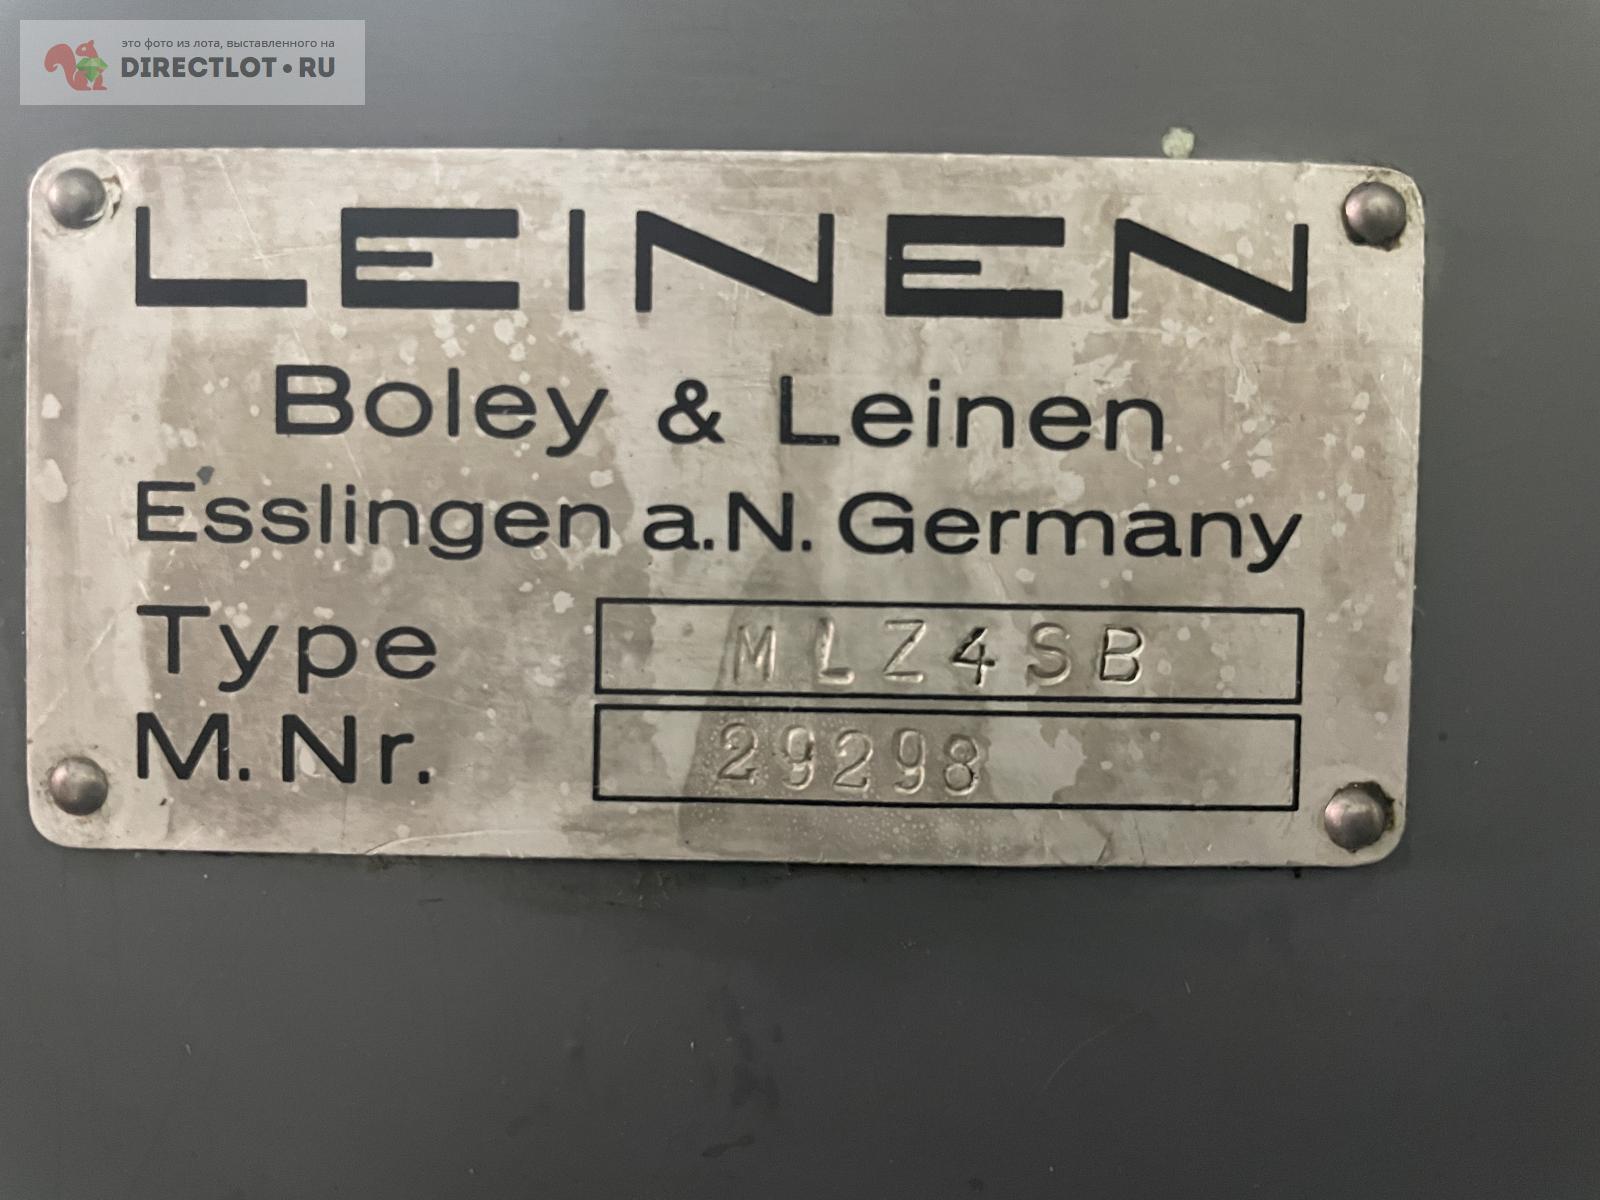 это фото из лота, выставленного на
DIRECTLOT•RU
LEINEN
Boley & Leinen
Esslingen a.N. Germany
Type MLZ4SB
M.Nr. 29298